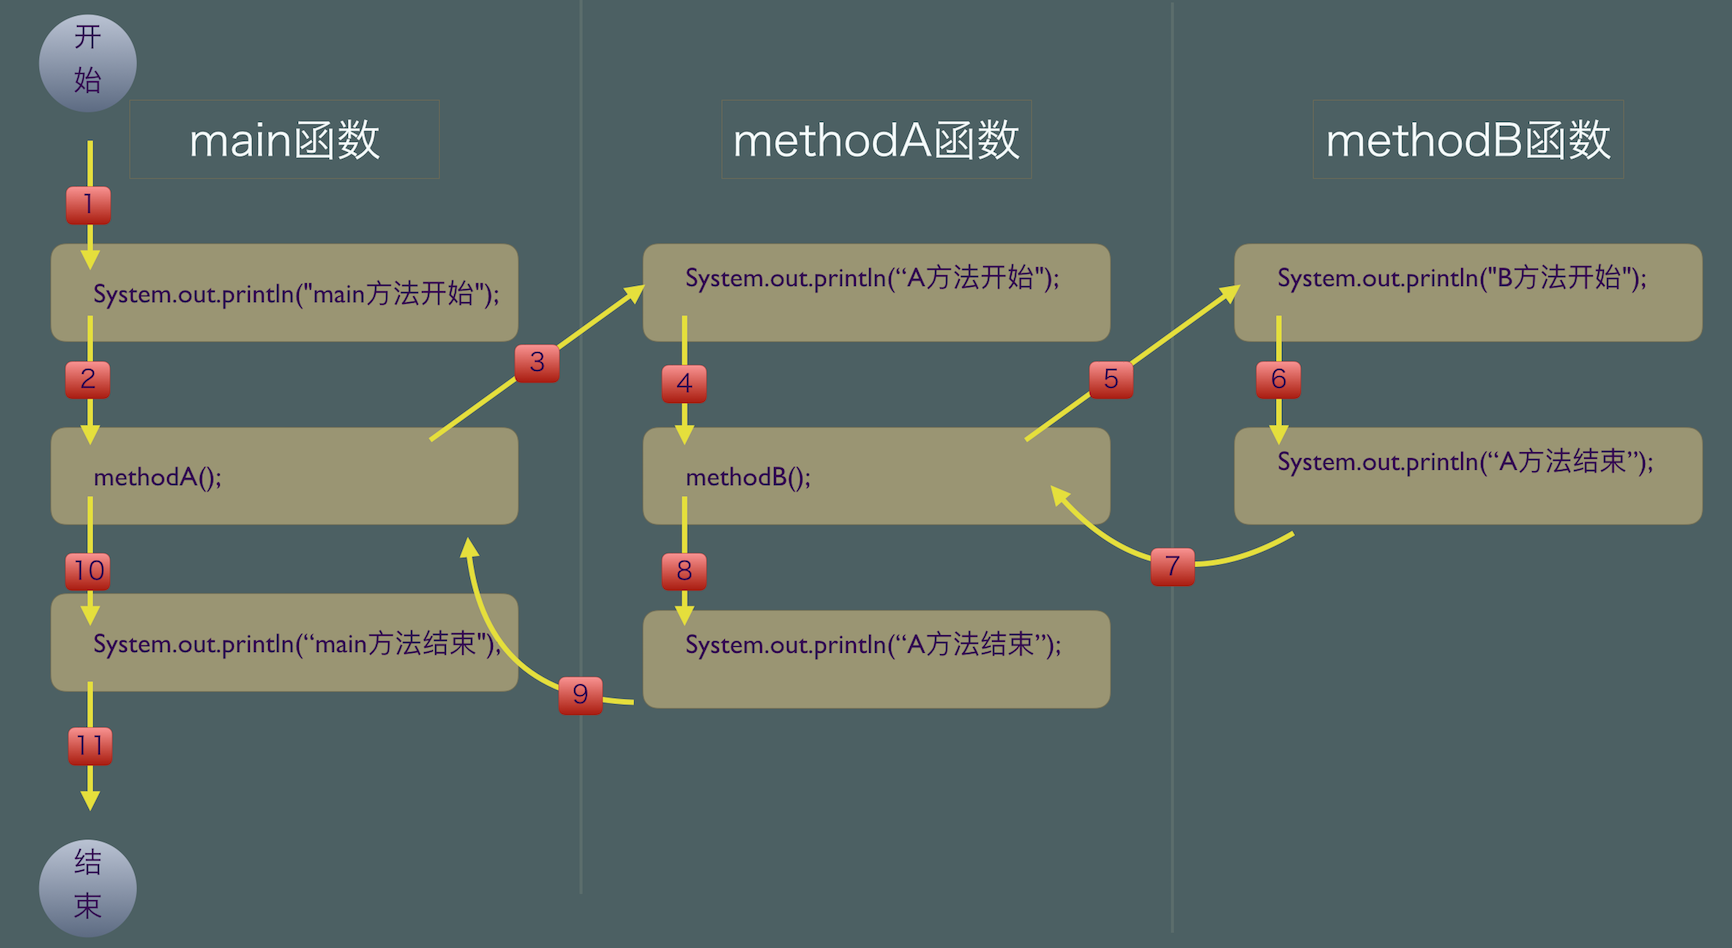 开
始
main函数
methodA函数
methodB函数
1
System.out.println("main方法开始");
System.out.println(“A方法开始");
System.out.println("B方法开始");
2
3
4
5
6
methodA();
methodB();
System.out.println(“A方法结束”);
10
8
7
System.out.println(“main方法结束");
System.out.println(“A方法结束”);
9
11
结
束